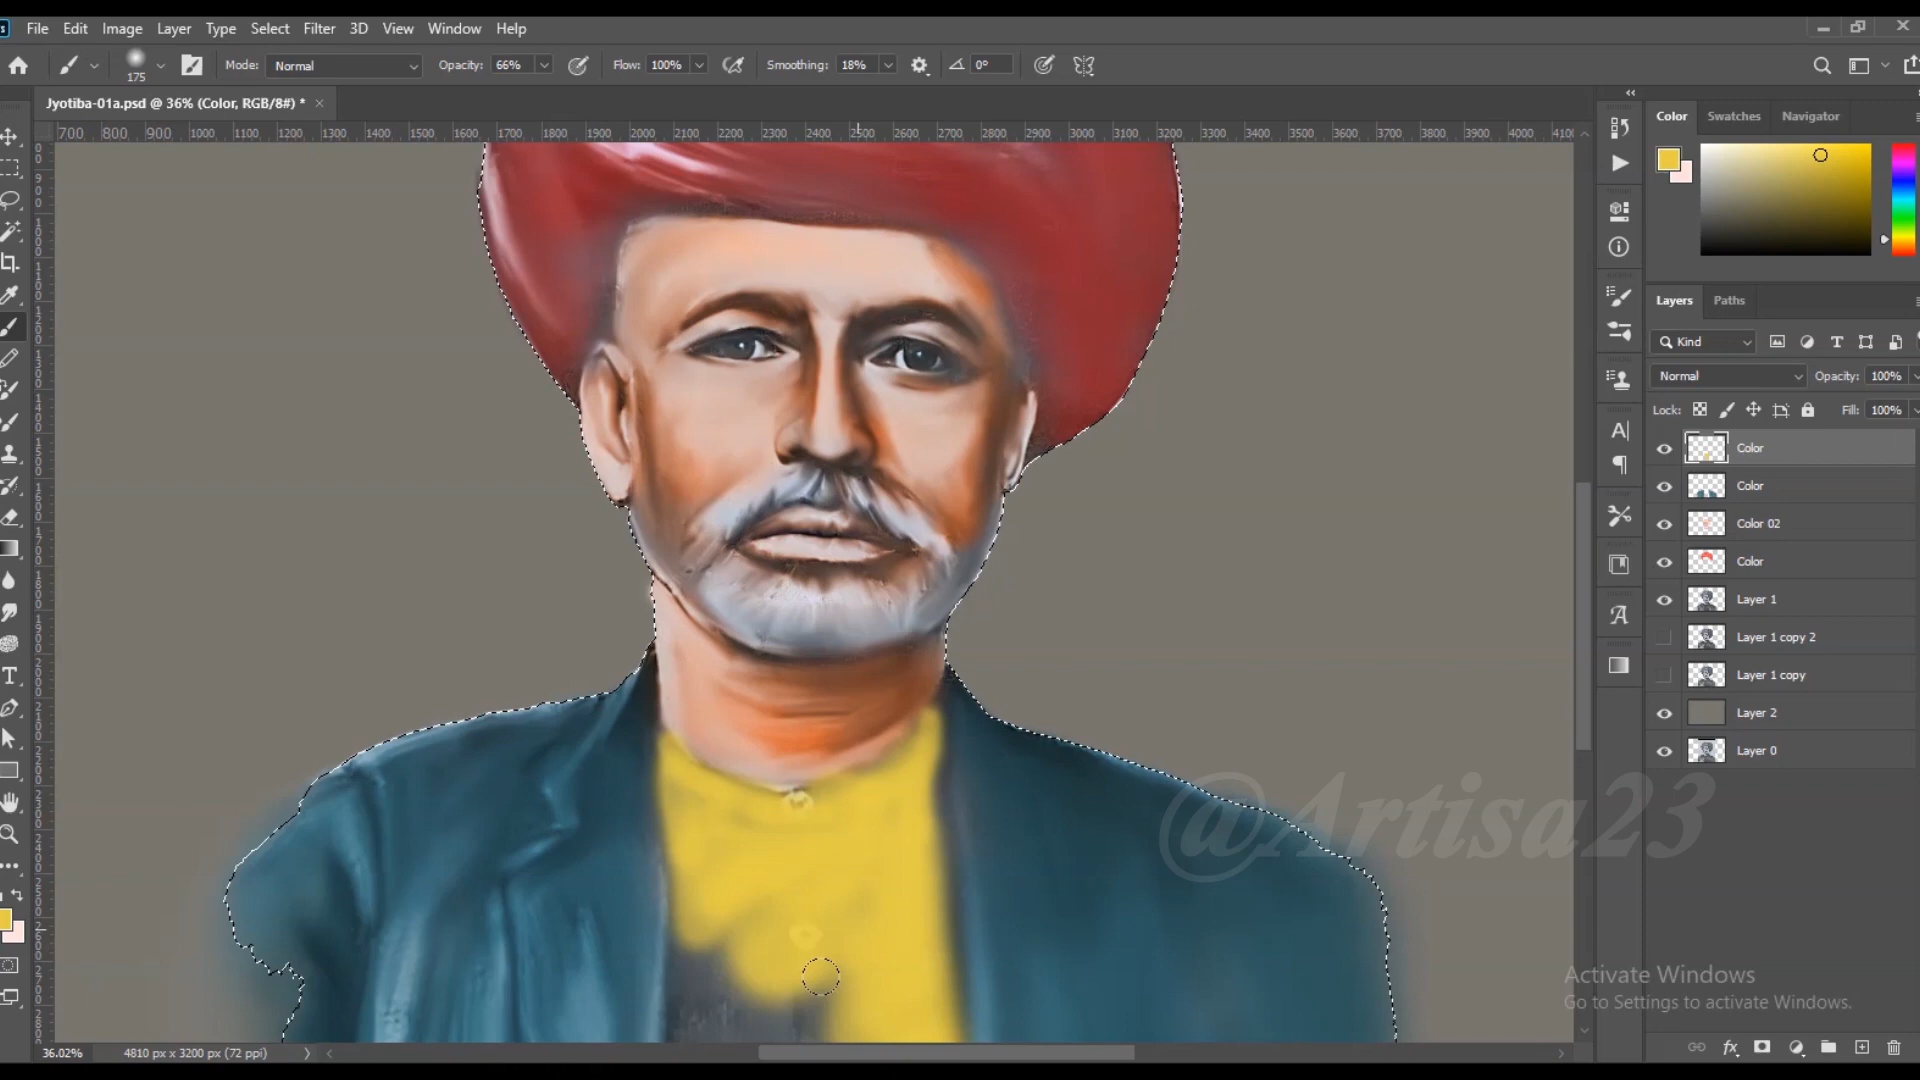 File Edit Image Layer Type Select Filter 3D View Window Help
175 Mode: Normal Opacity: 66% Flow: 100% Smoothing: 18% 0°
Jyotiba-01a.psd @ 36% (Color, RGB/8#) *
700 800 900 1000 1100 1200 1300 1400 1500 1600 1700 1800 1900 2000 2100 2200 2300 2400 2500 2600 2700 2800 2900 3000 3100 3200 3300 3400 3500 3600 3700 3800 3900 4000 4100
Color Swatches Navigator
Layers Paths
Kind
Normal Opacity: 100%
Lock: Fill: 100%
Color
Color
Color 02
Color
Layer 1
Layer 1 copy 2
Layer 1 copy
Layer 2
Layer 0
@Artisa23
Activate Windows
Go to Settings to activate Windows.
36.02% 4810 px x 3200 px (72 ppi)